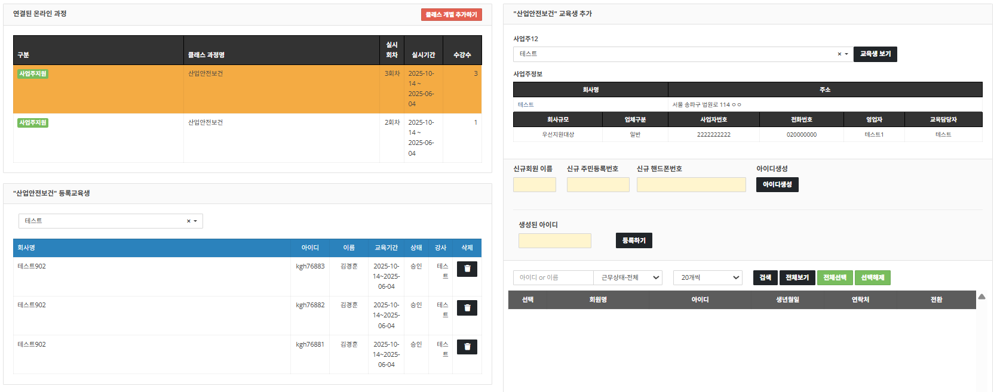 연결된 온라인 과정
클래스 개별 추가하기
구분 클래스 과정명 실시 회차 실시기간 수강수
사업주지원 산업안전보건 3회차 2025-10- 3
14 ~
2025-06-
04
사업주지원 산업안전보건 2회차 2025-10- 1
14 ~
2025-06-
04
"산업안전보건" 등록교육생
테스트 × 
회사명 아이디 이름 교육기간 상태 강사 삭제
테스트902 kgh76883 김경훈 2025-10- 승인 테스
14~2025- 트
06-04
테스트902 kgh76882 김경훈 2025-10- 승인 테스
14~2025- 트
06-04
테스트902 kgh76881 김경훈 2025-10- 승인 테스
14~2025- 트
06-04
"산업안전보건" 교육생 추가
사업주12
테스트 × 교육생 보기
사업주정보
회사명 주소
테스트 서울 송파구 법원로 114 ㅇㅇ
회사규모 업체구분 사업자번호 전화번호 영업자 교육담당자
우선지원대상 일반 2222222222 020000000 테스트1 테스트
신규회원 이름 신규 주민등록번호 신규 핸드폰번호 아이디생성
아이디생성
생성된 아이디
등록하기
아이디 or 이름 근무상태-전체 20개씩 검색 전체보기 전체선택 선택해제
선택 회원명 아이디 생년월일 연락처 전환